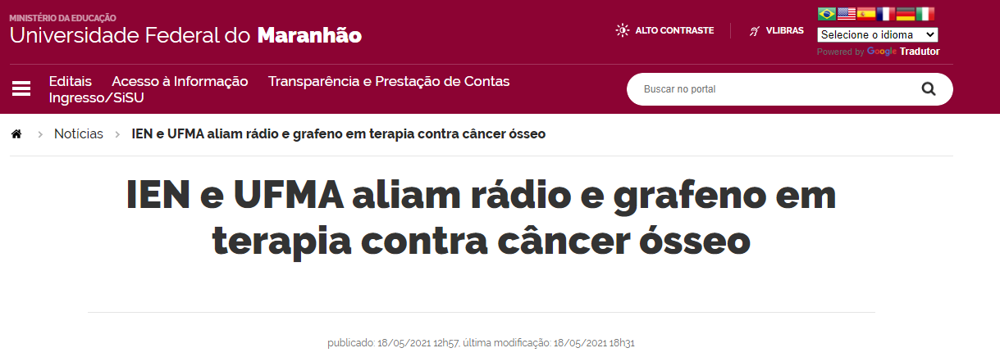 MINISTÉRIO DA EDUCAÇÃO
Universidade Federal do Maranhão
ALTO CONTRASTE
VLIBRAS
Selecione o idioma
Powered by Google Tradutor
Editais Acesso à Informação Transparência e Prestação de Contas
Ingresso/SiSU
Buscar no portal
Notícias IEN e UFMA aliam rádio e grafeno em terapia contra câncer ósseo
IEN e UFMA aliam rádio e grafeno em
terapia contra câncer ósseo
publicado: 18/05/2021 12h57, última modificação: 18/05/2021 18h31